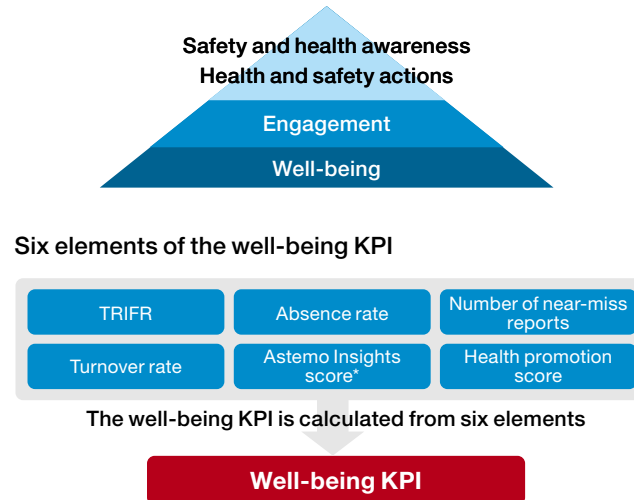 Safety and health awareness
Health and safety actions
Engagement
Well-being
Six elements of the well-being KPI
TRIFR
Absence rate
Number of near-miss
reports
Turnover rate
Astemo Insights
score*
Health promotion
score
The well-being KPI is calculated from six elements
Well-being KPI